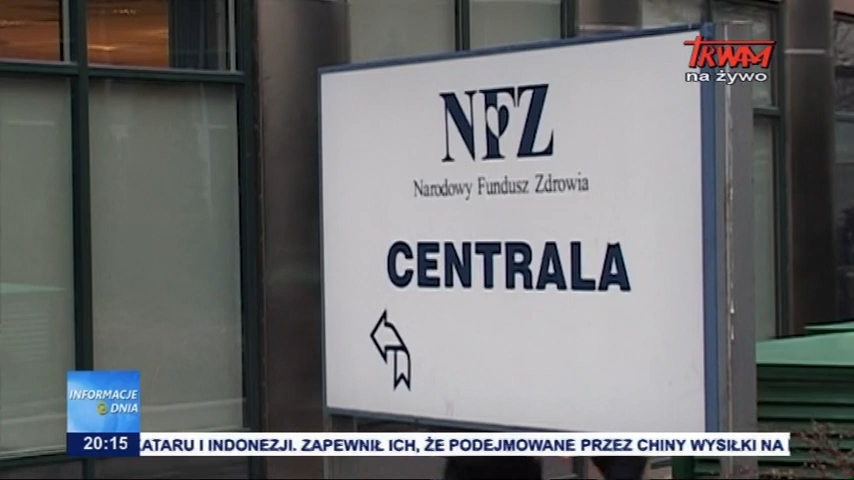 TRWAM
na żywo
NFZ
Narodowy Fundusz Zdrowia
CENTRALA
INFORMACJE
DNIA
20:15
I INDONEZJI. ZAPEWNIŁ ICH, ŻE PODEJMOWANE PRZEZ CHINY WYSIŁKI NA